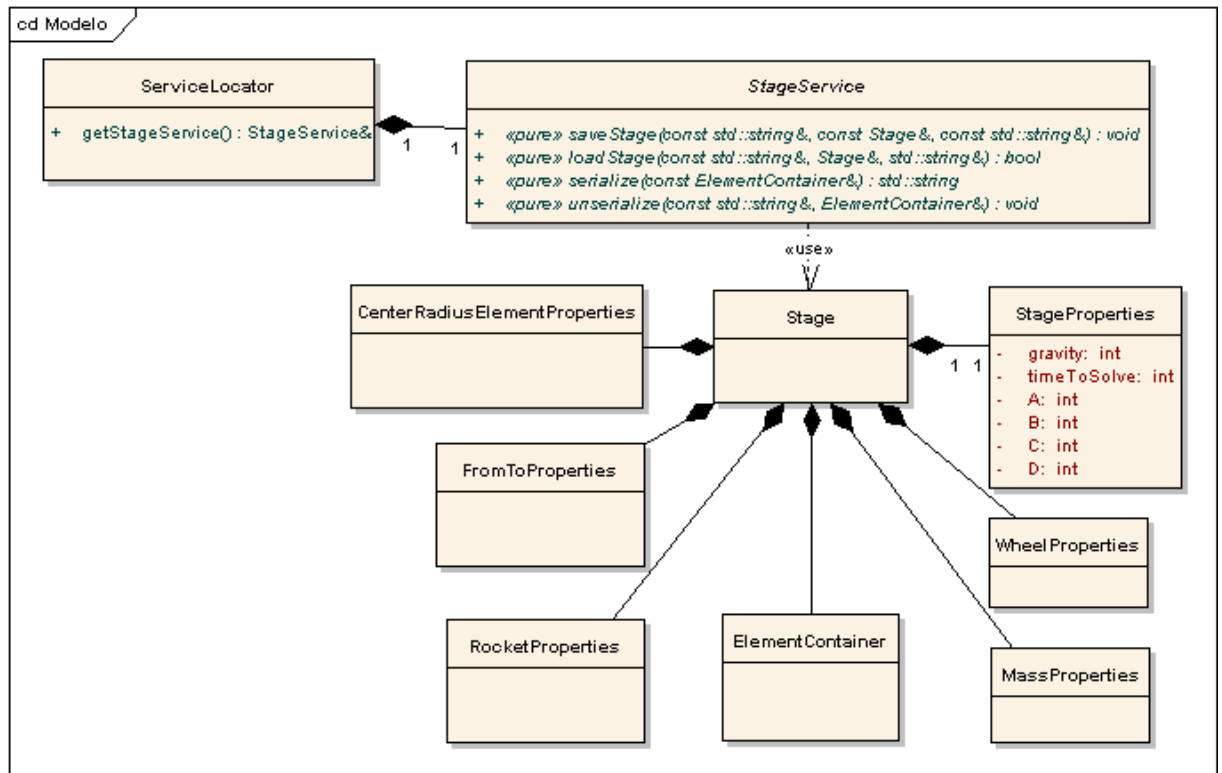 cd Modelo
ServiceLocator
+ getStageService() : StageService&
1
1
StageService
+ «pure» saveStage(const std::string&, const Stage&, const std::string&) : void
+ «pure» loadStage(const std::string&, Stage&, std::string&) : bool
+ «pure» serialize(const ElementContainer&) : std::string
+ «pure» unserialize(const std::string&, ElementContainer&) : void
«use»
CenterRadiusElementProperties
Stage
1
1
StageProperties
- gravity: int
- timeToSolve: int
- A: int
- B: int
- C: int
- D: int
FromToProperties
WheelProperties
RocketProperties
ElementContainer
MassProperties